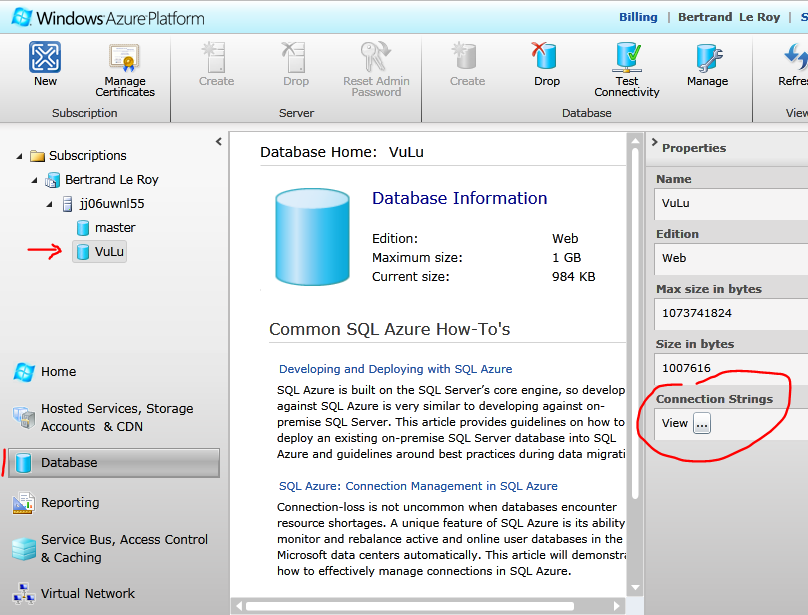 Windows Azure Platform
Billing | Bertrand Le Roy |
New
Manage Certificates
Subscription
Create
Drop
Reset Admin Password
Server
Create
Drop
Test Connectivity
Manage
Database
Refre
View
Subscriptions
Bertrand Le Roy
jj06uwnl55
master
VuLu
Home
Hosted Services, Storage
Accounts & CDN
Database
Reporting
Service Bus, Access Control
& Caching
Virtual Network
Database Home: VuLu
Database Information
Edition: Web
Maximum size: 1 GB
Current size: 984 KB
Common SQL Azure How-To's
Developing and Deploying with SQL Azure
SQL Azure is built on the SQL Server's core engine, so develop
against SQL Azure is very similar to developing against on-
premise SQL Server. This article provides guidelines on how to
deploy an existing on-premise SQL Server database into SQL
Azure and guidelines around best practices during data migrati
SQL Azure: Connection Management in SQL Azure
Connection-loss is not uncommon when databases encounter
resource shortages. A unique feature of SQL Azure is its ability
monitor and rebalance active and online user databases in the
Microsoft data centers automatically. This article will demonstra
how to effectively manage connections in SQL Azure.
Properties
Name
VuLu
Edition
Web
Max size in bytes
1073741824
Size in bytes
1007616
Connection Strings
View ...